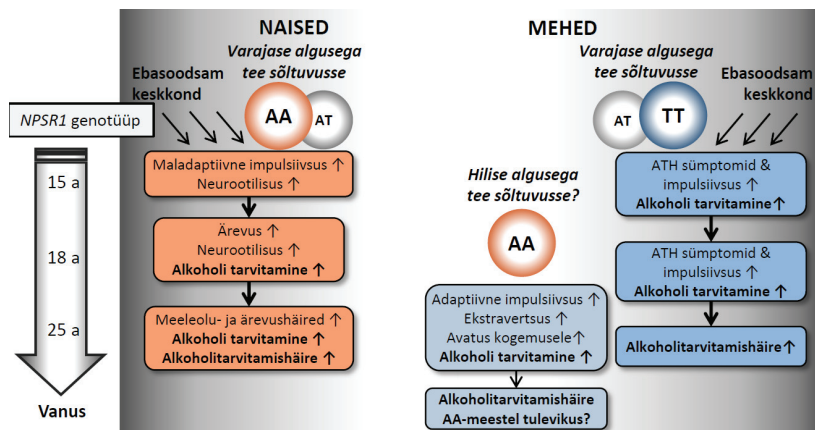 NAISED
Varajase algusega
tee sõltuvusse
Ebasoodsam
keskkond
AA
AT
NPSR1 genotüüp
15 a
18 a
25 a
Vanus
Maladaptiivne impulsiivsus ↑
Neurootilisus ↑
Ärevus ↑
Neurootilisus ↑
Alkoholi tarvitamine ↑
Meeleolu- ja ärevushäired ↑
Alkoholi tarvitamine ↑
Alkoholitarvitamishäire ↑
MEHED
Varajase algusega
tee sõltuvusse
Ebasoodsam
keskkond
AT
TT
ATH sümptomid &
impulsiivsus ↑
Alkoholi tarvitamine ↑
ATH sümptomid &
impulsiivsus ↑
Alkoholi tarvitamine ↑
Alkoholitarvitamishäire ↑
Hilise algusega
tee sõltuvusse?
AA
Adaptiivne impulsiivsus ↑
Ekstravertsus ↑
Avatus kogemusele↑
Alkoholi tarvitamine ↑
Alkoholitarvitamishäire
AA-meestel tulevikus?